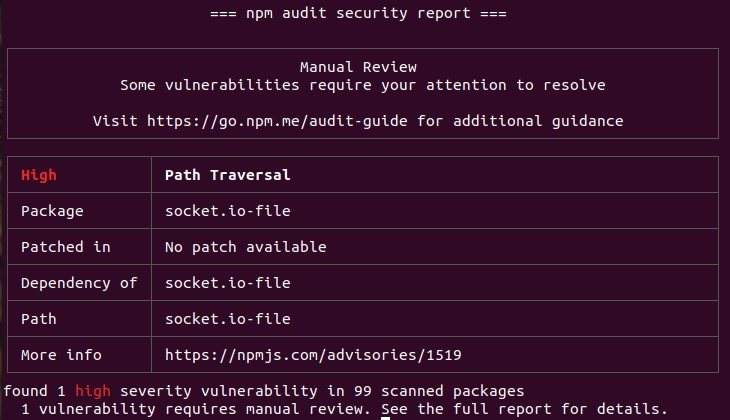 === npm audit security report ===
Manual Review
Some vulnerabilities require your attention to resolve
Visit https://go.npm.me/audit-guide for additional guidance
High Path Traversal
Package socket.io-file
Patched in No patch available
Dependency of socket.io-file
Path socket.io-file
More info https://npmjs.com/advisories/1519
found 1 high severity vulnerability in 99 scanned packages
1 vulnerability requires manual review. See the full report for details.